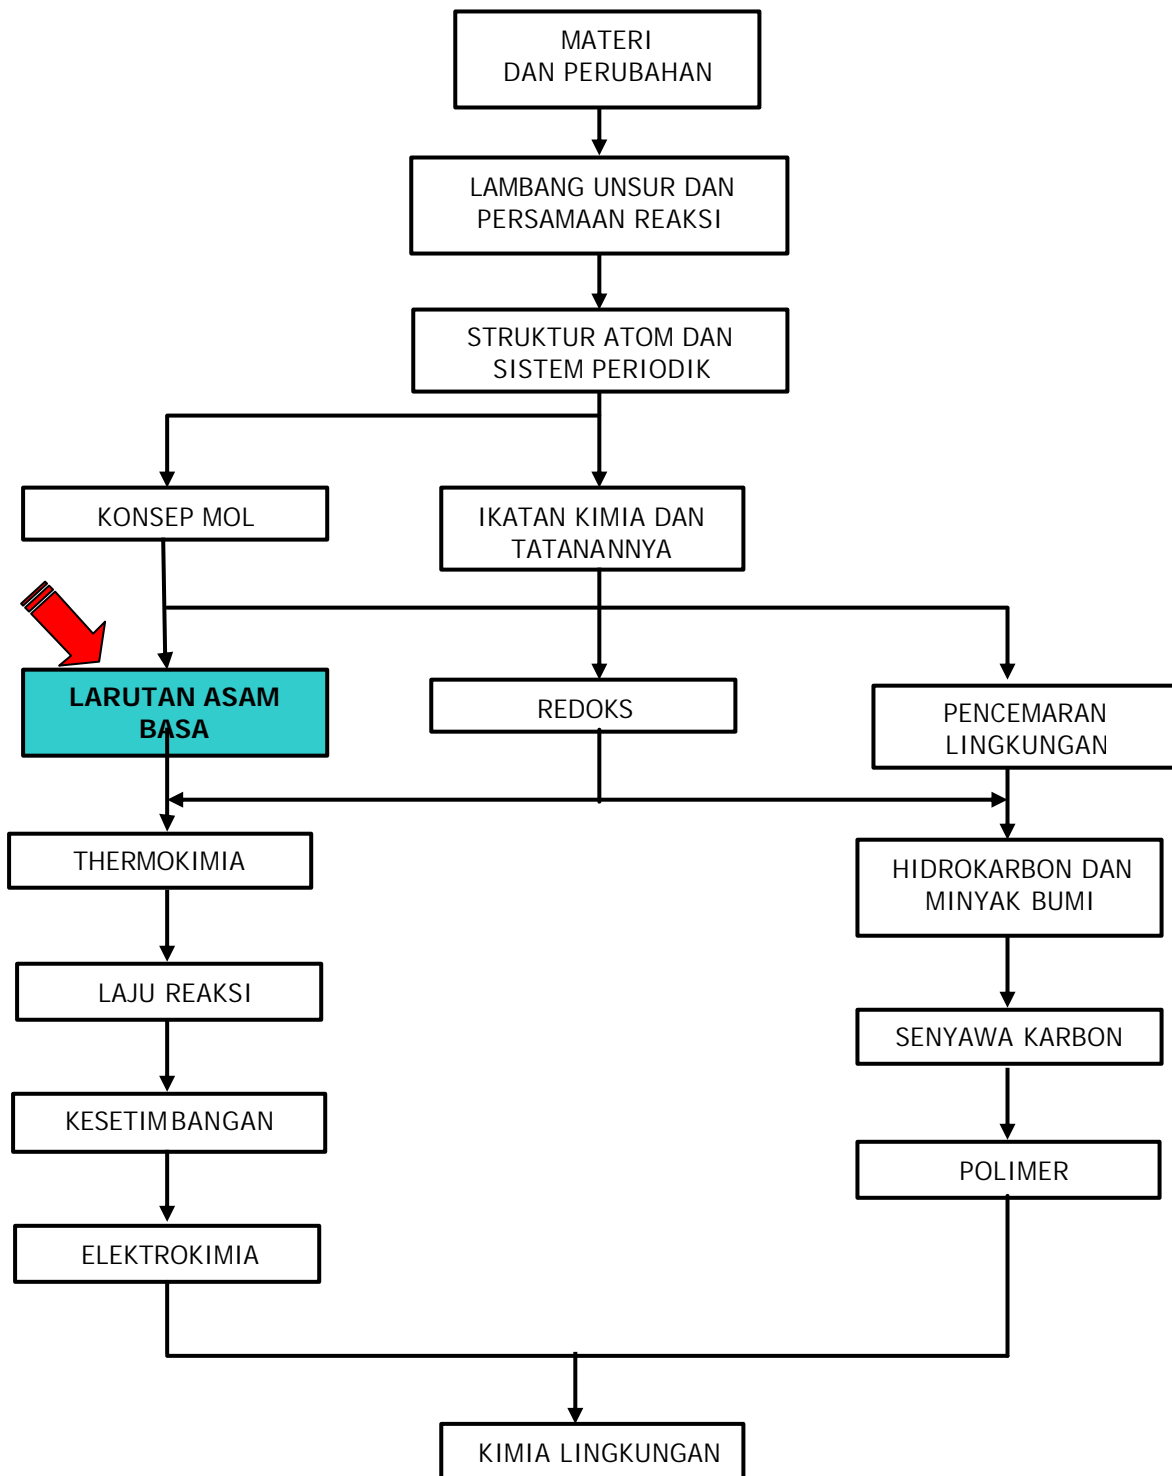 MATERI
DAN PERUBAHAN
LAMBANG UNSUR DAN
PERSAMAAN REAKSI
STRUKTUR ATOM DAN
SISTEM PERIODIK
KONSEP MOL
IKATAN KIMIA DAN
TATANANNYA
LARUTAN ASAM
BASA
REDOKS
PENCEMARAN
LINGKUNGAN
THERMOKIMIA
HIDROKARBON DAN
MINYAK BUMI
LAJU REAKSI
SENYAWA KARBON
KESETIMBANGAN
POLIMER
ELEKTROKIMIA
KIMIA LINGKUNGAN